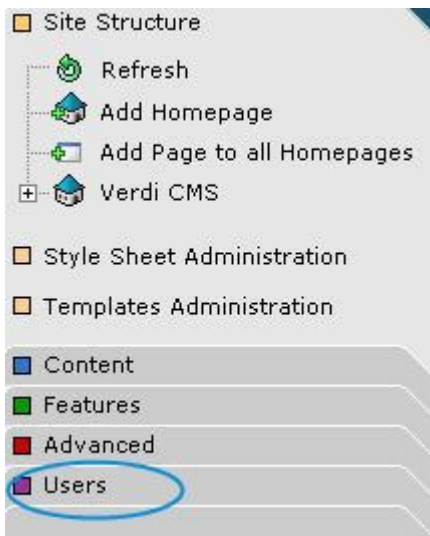 Site Structure
Refresh
Add Homepage
Add Page to all Homepages
Verdi CMS
Style Sheet Administration
Templates Administration
Content
Features
Advanced
Users